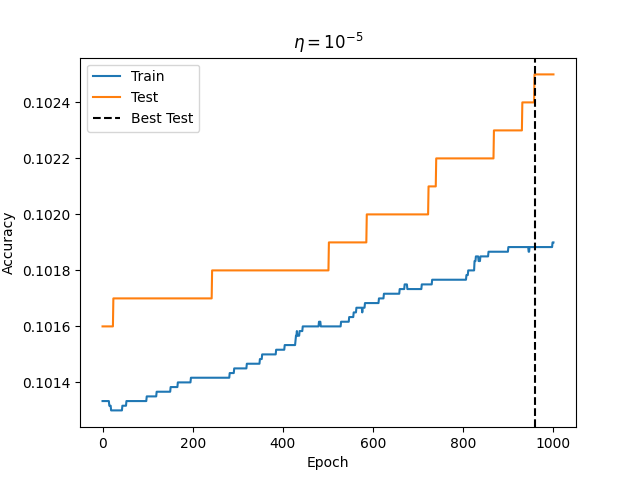 η = 10⁻⁵
Train
Test
Best Test
Accuracy
0.1024
0.1022
0.1020
0.1018
0.1016
0.1014
0 200 400 600 800 1000
Epoch